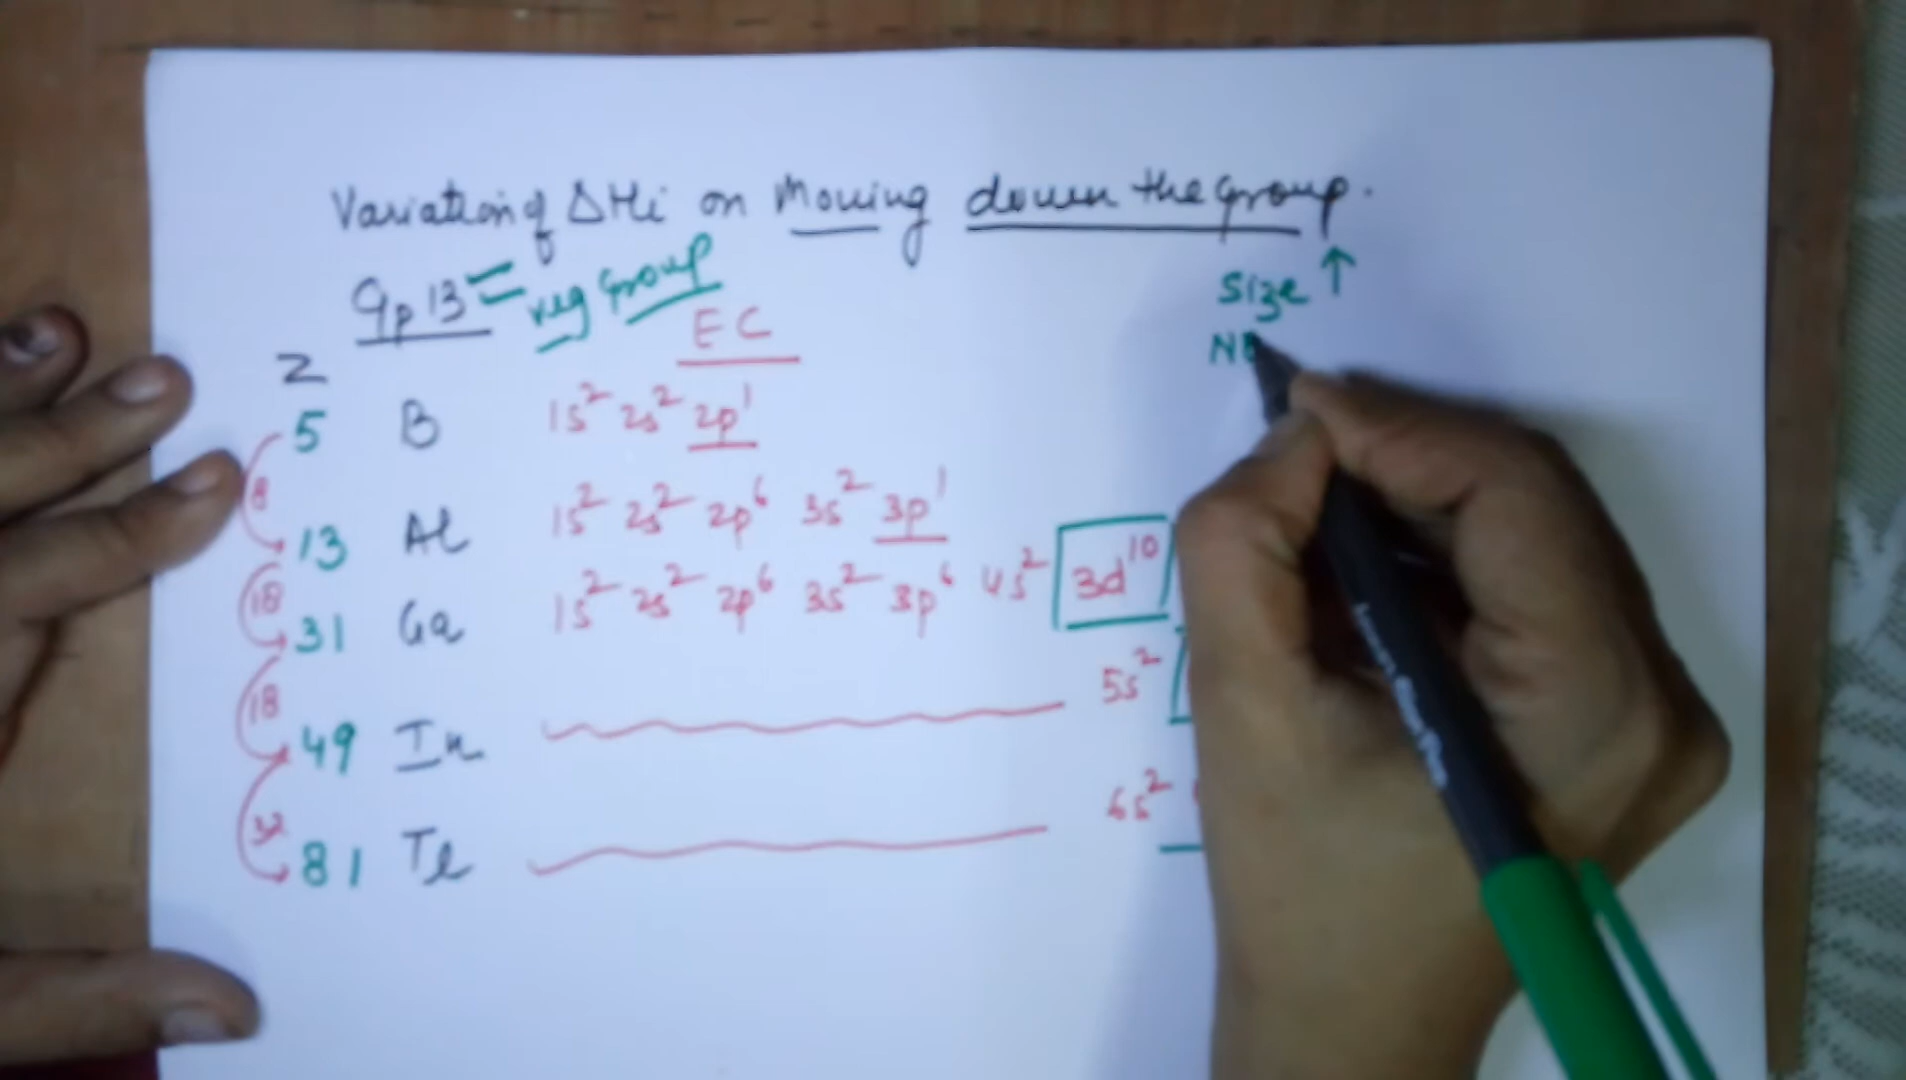 Variation of ΔHi on Moving down the Group.
Gp 13 = reg Group
Size ↑
E C
N
Z
5 B 1s² 2s² 2p¹
8
13 Al 1s² 2s² 2p⁶ 3s² 3p¹
18
31 Ga 1s² 2s² 2p⁶ 3s² 3p⁶ 4s² 3d¹⁰
18
49 In 5s²
32
81 Tl 6s²